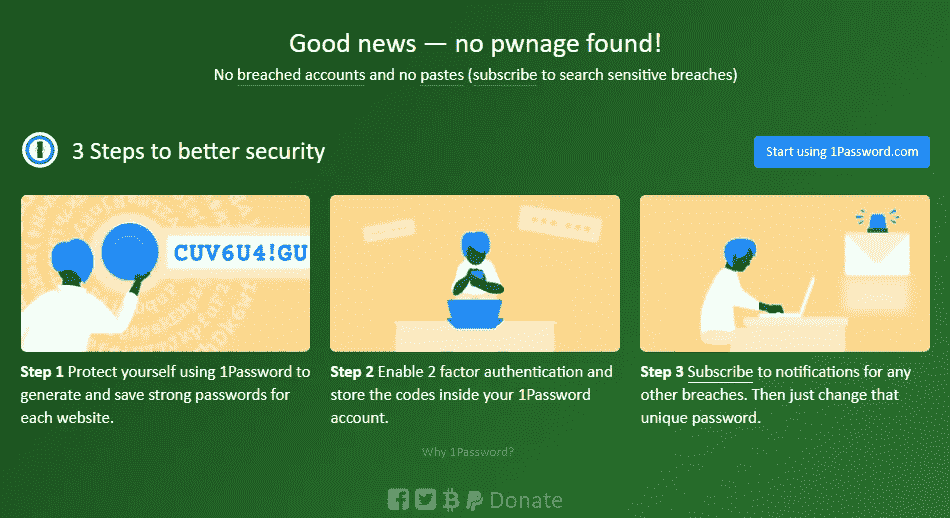 Good news — no pwnage found!
No breached accounts and no pastes (subscribe to search sensitive breaches)
3 Steps to better security
Start using 1Password.com
CUV6U4!GU
Step 1 Protect yourself using 1Password to
generate and save strong passwords for
each website.
Step 2 Enable 2 factor authentication and
store the codes inside your 1Password
account.
Step 3 Subscribe to notifications for any
other breaches. Then just change that
unique password.
Why 1Password?
Donate